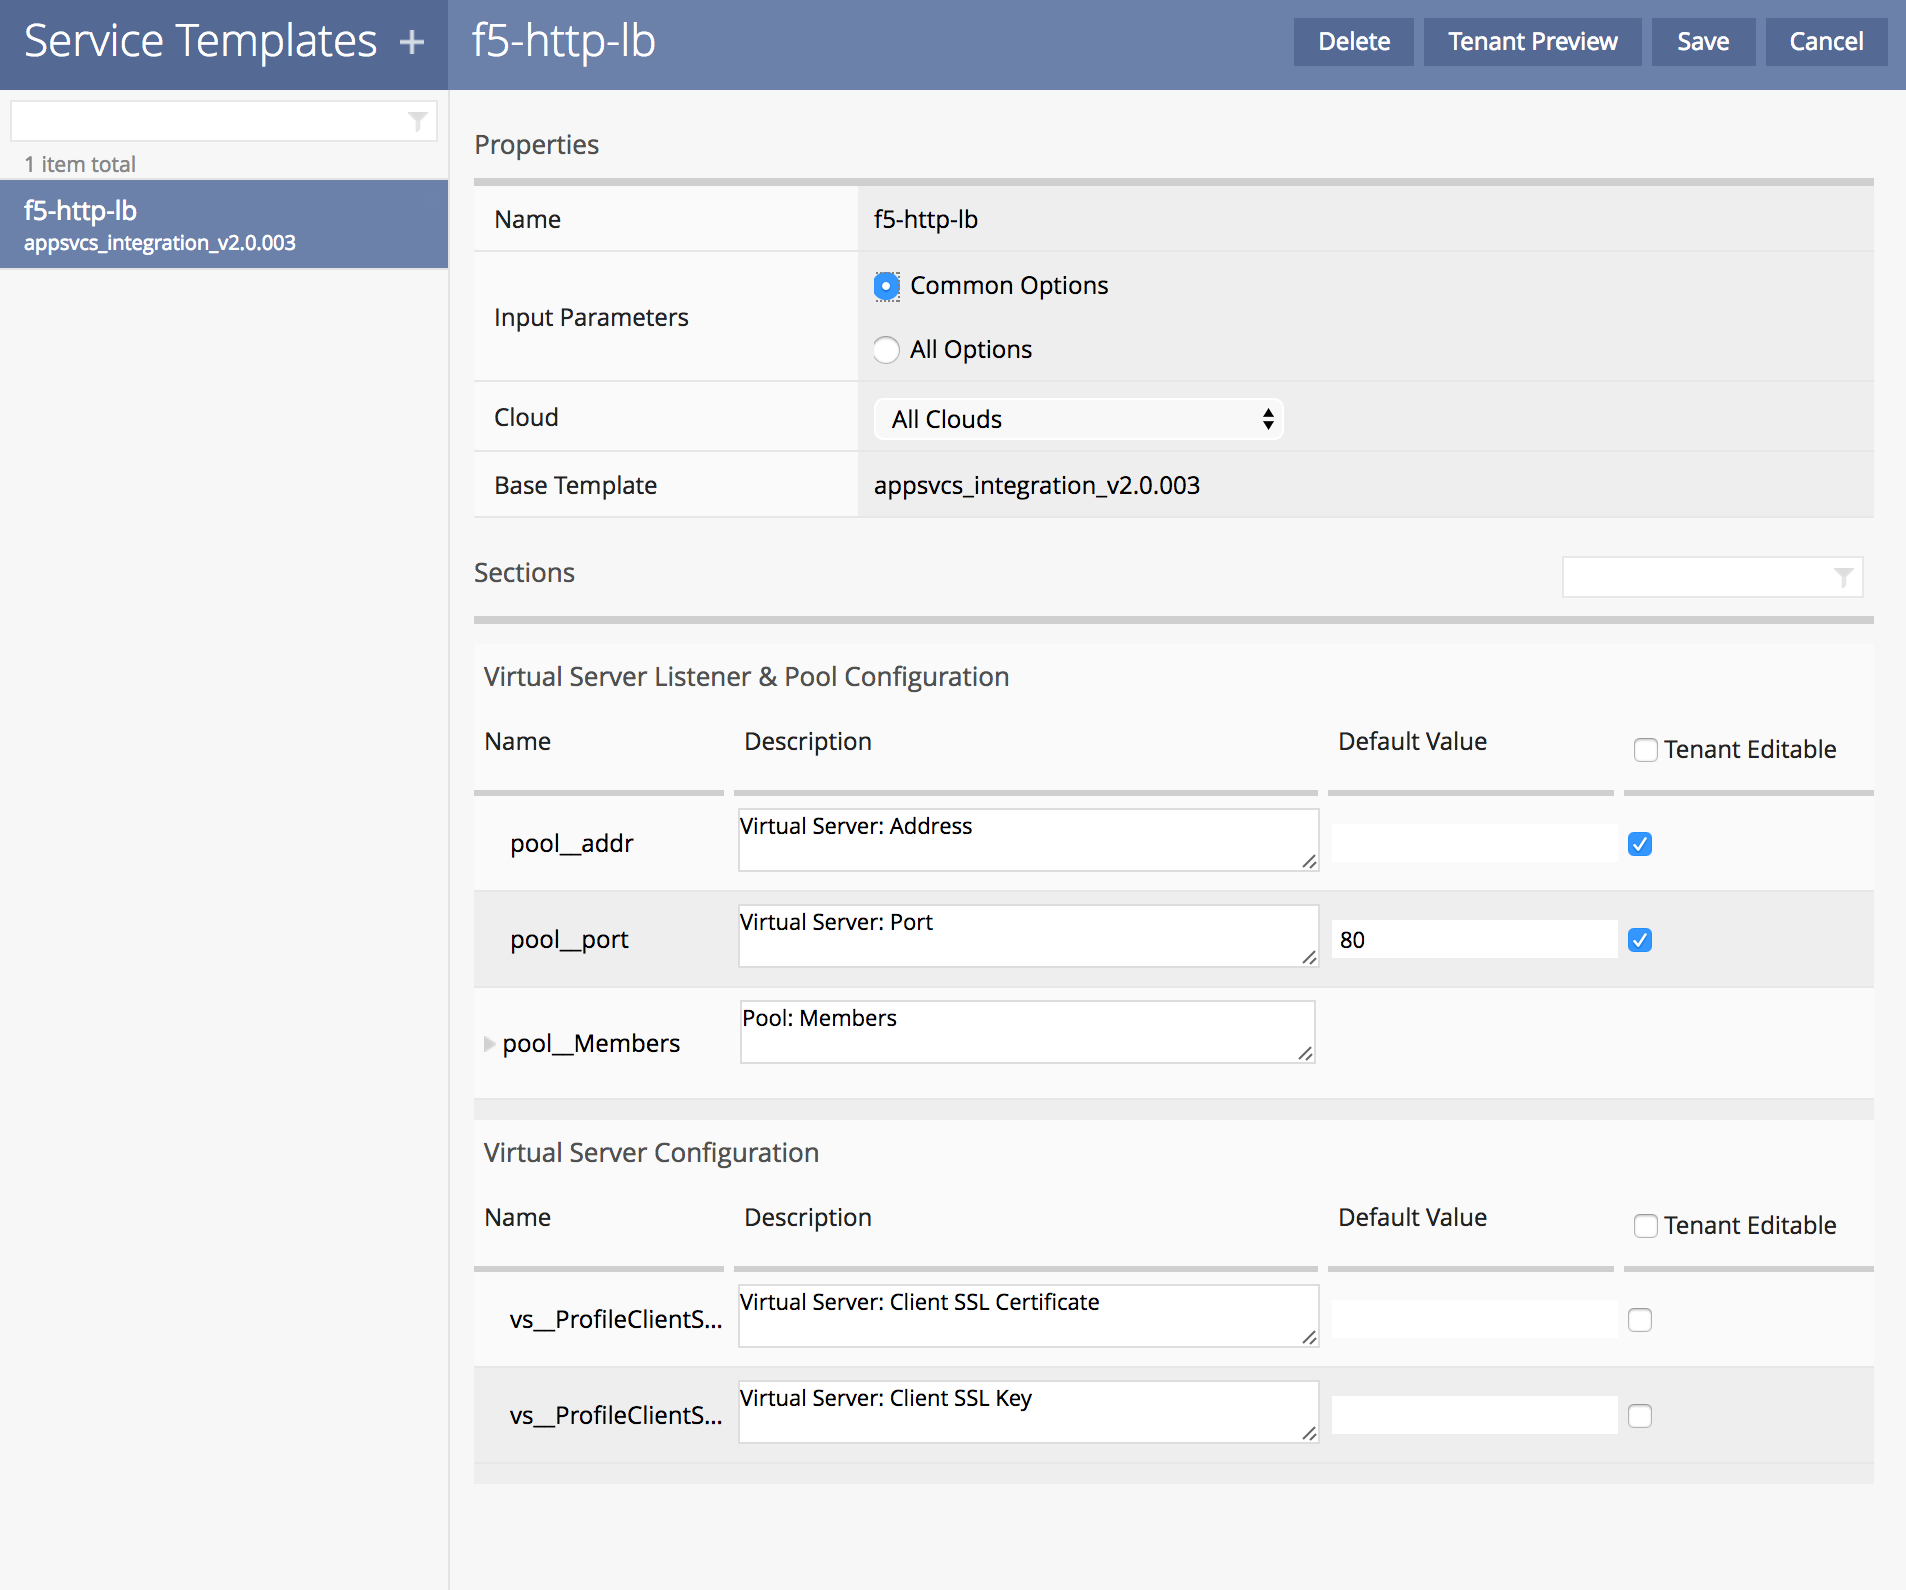 Service Templates +
f5-http-lb
Delete
Tenant Preview
Save
Cancel
1 item total
f5-http-lb
appsvcs_integration_v2.0.003
Properties
Name
f5-http-lb
Input Parameters
Common Options
All Options
Cloud
All Clouds
Base Template
appsvcs_integration_v2.0.003
Sections
Virtual Server Listener & Pool Configuration
Name
Description
Default Value
Tenant Editable
pool__addr
Virtual Server: Address
pool__port
Virtual Server: Port
80
pool__Members
Pool: Members
Virtual Server Configuration
Name
Description
Default Value
Tenant Editable
vs__ProfileClientS...
Virtual Server: Client SSL Certificate
vs__ProfileClientS...
Virtual Server: Client SSL Key